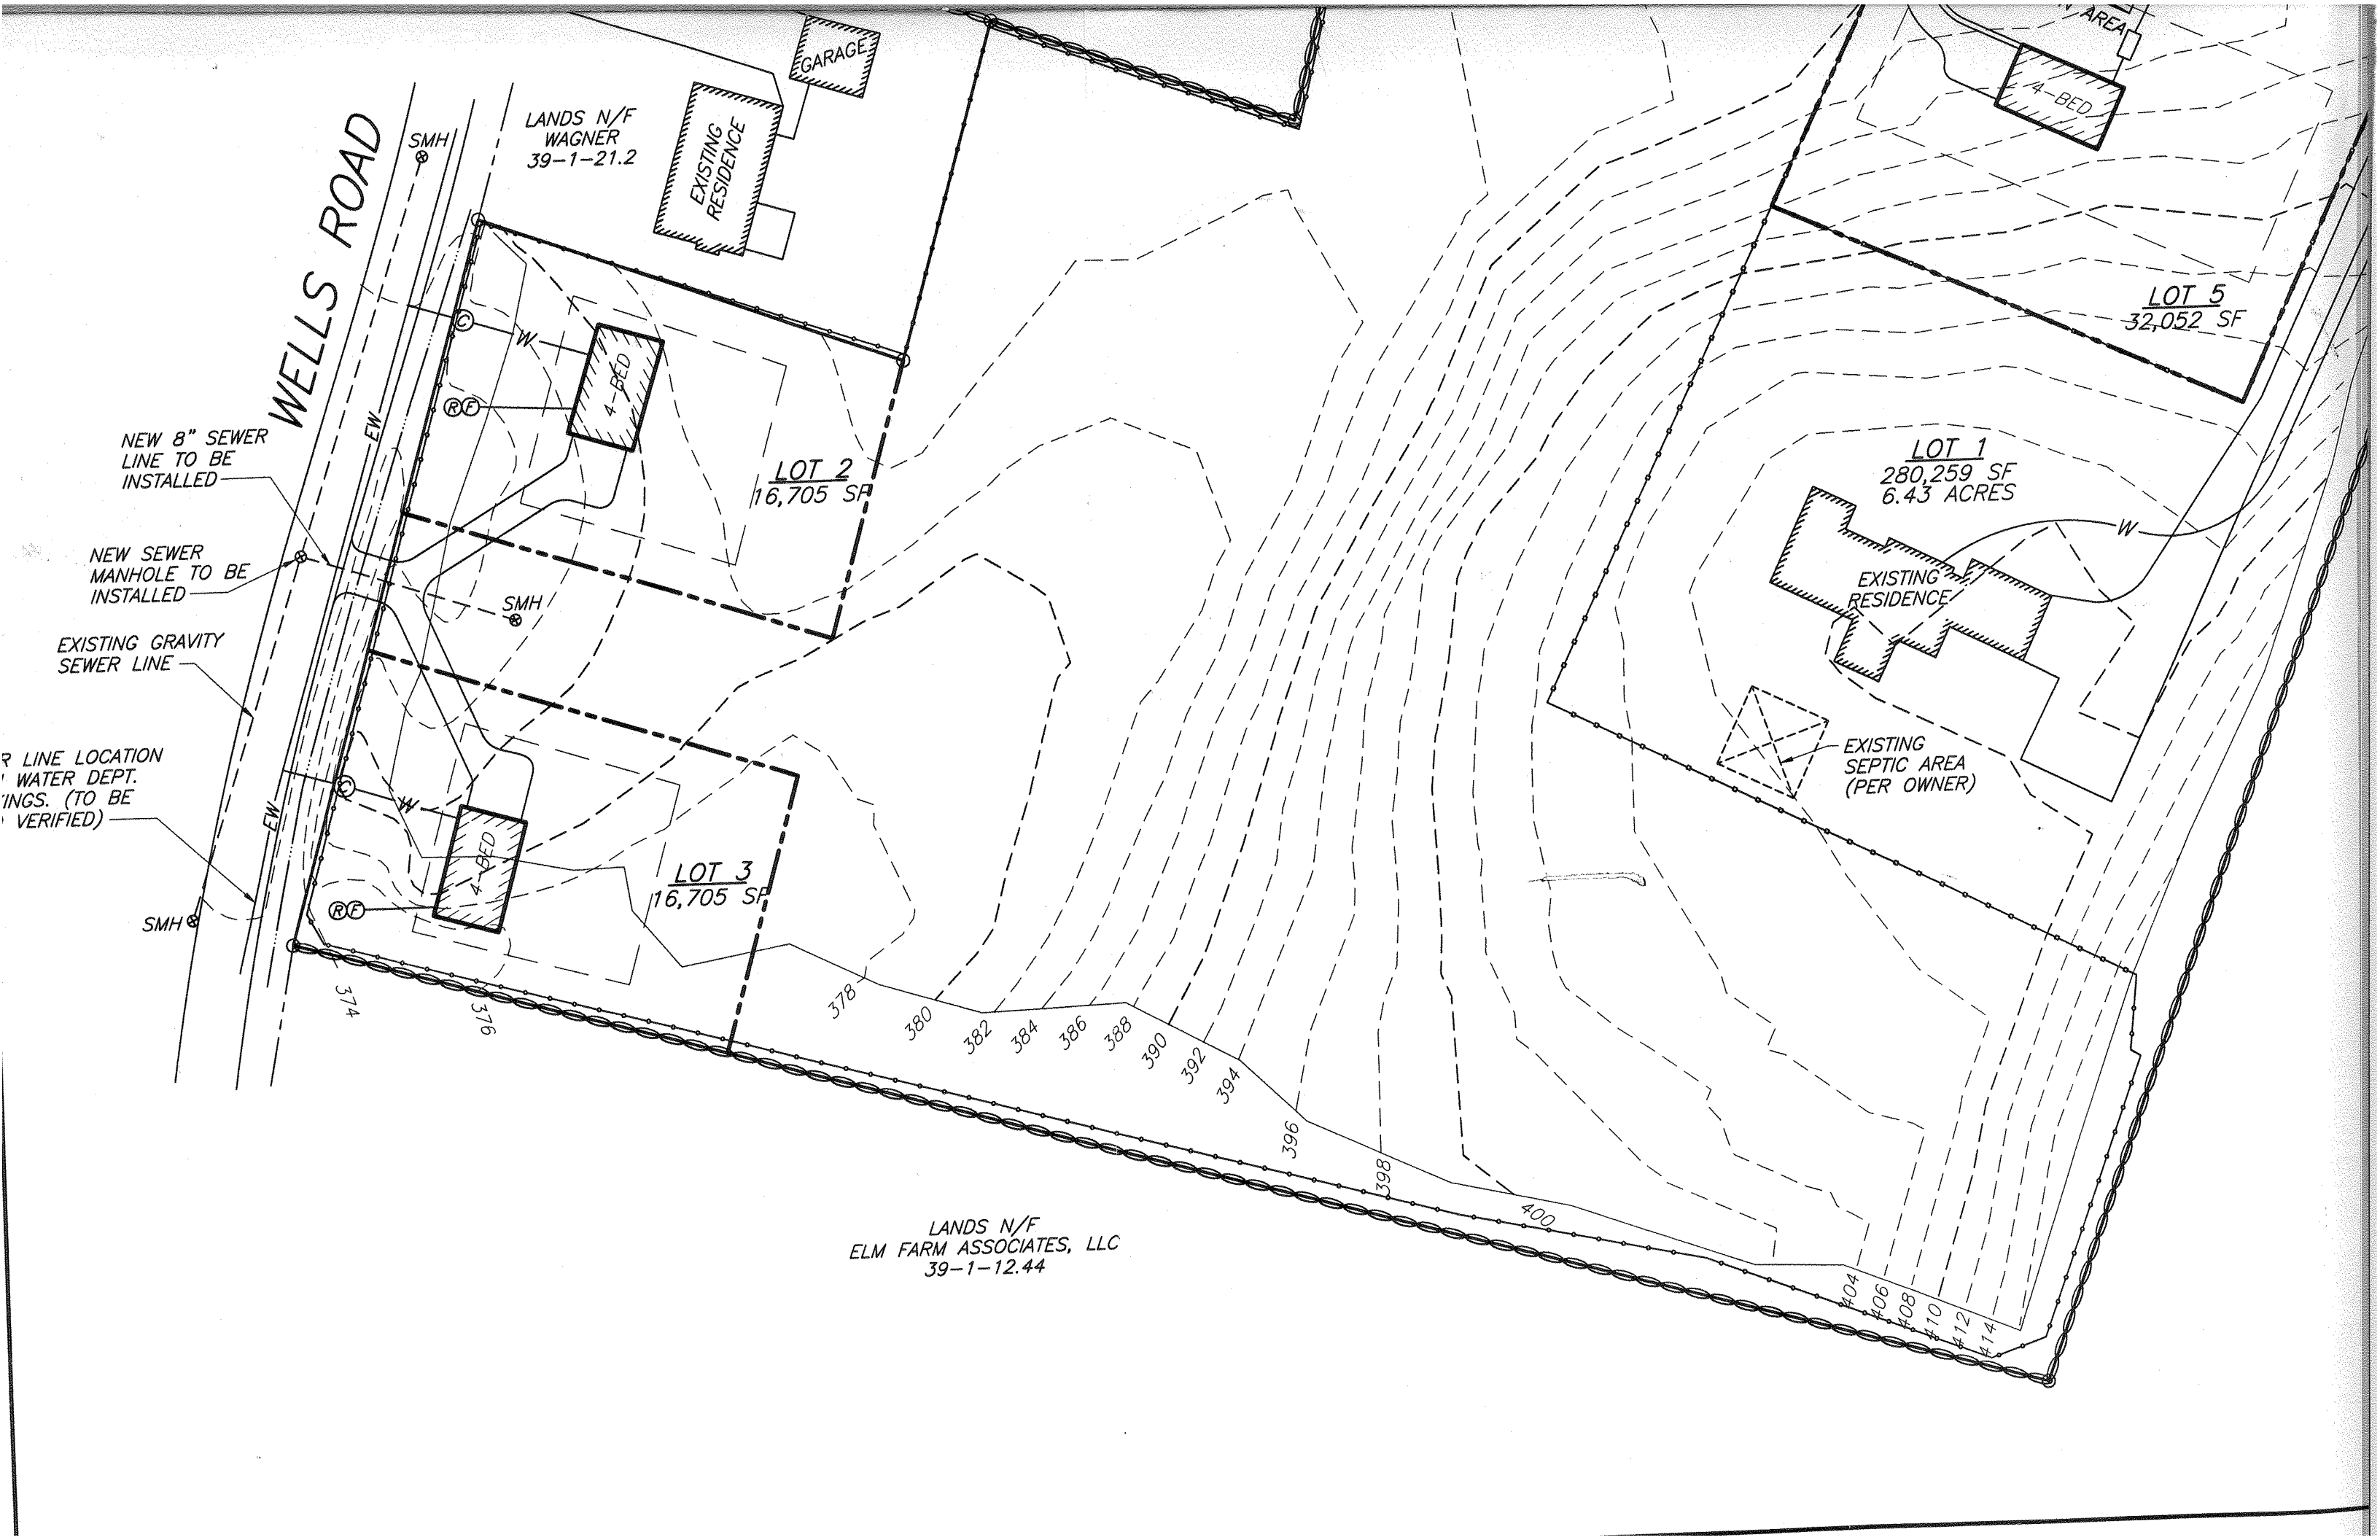 N AREA
4-BED
GARAGE
LANDS N/F
WAGNER
39-1-21.2
EXISTING
RESIDENCE
SMH
WELLS ROAD
C
W
4-BED
R F
EW
LOT 2
16,705 SF
LOT 5
32,052 SF
LOT 1
280,259 SF
6.43 ACRES
W
EXISTING
RESIDENCE
NEW 8" SEWER
LINE TO BE
INSTALLED
NEW SEWER
MANHOLE TO BE
INSTALLED
SMH
EXISTING GRAVITY
SEWER LINE
R LINE LOCATION
WATER DEPT.
INGS. (TO BE
VERIFIED)
EW
C
W
4-BED
R F
SMH
LOT 3
16,705 SF
EXISTING
SEPTIC AREA
(PER OWNER)
374
376
378
380
382
384
386
388
390
392
394
396
398
400
404
406
408
410
412
414
LANDS N/F
ELM FARM ASSOCIATES, LLC
39-1-12.44